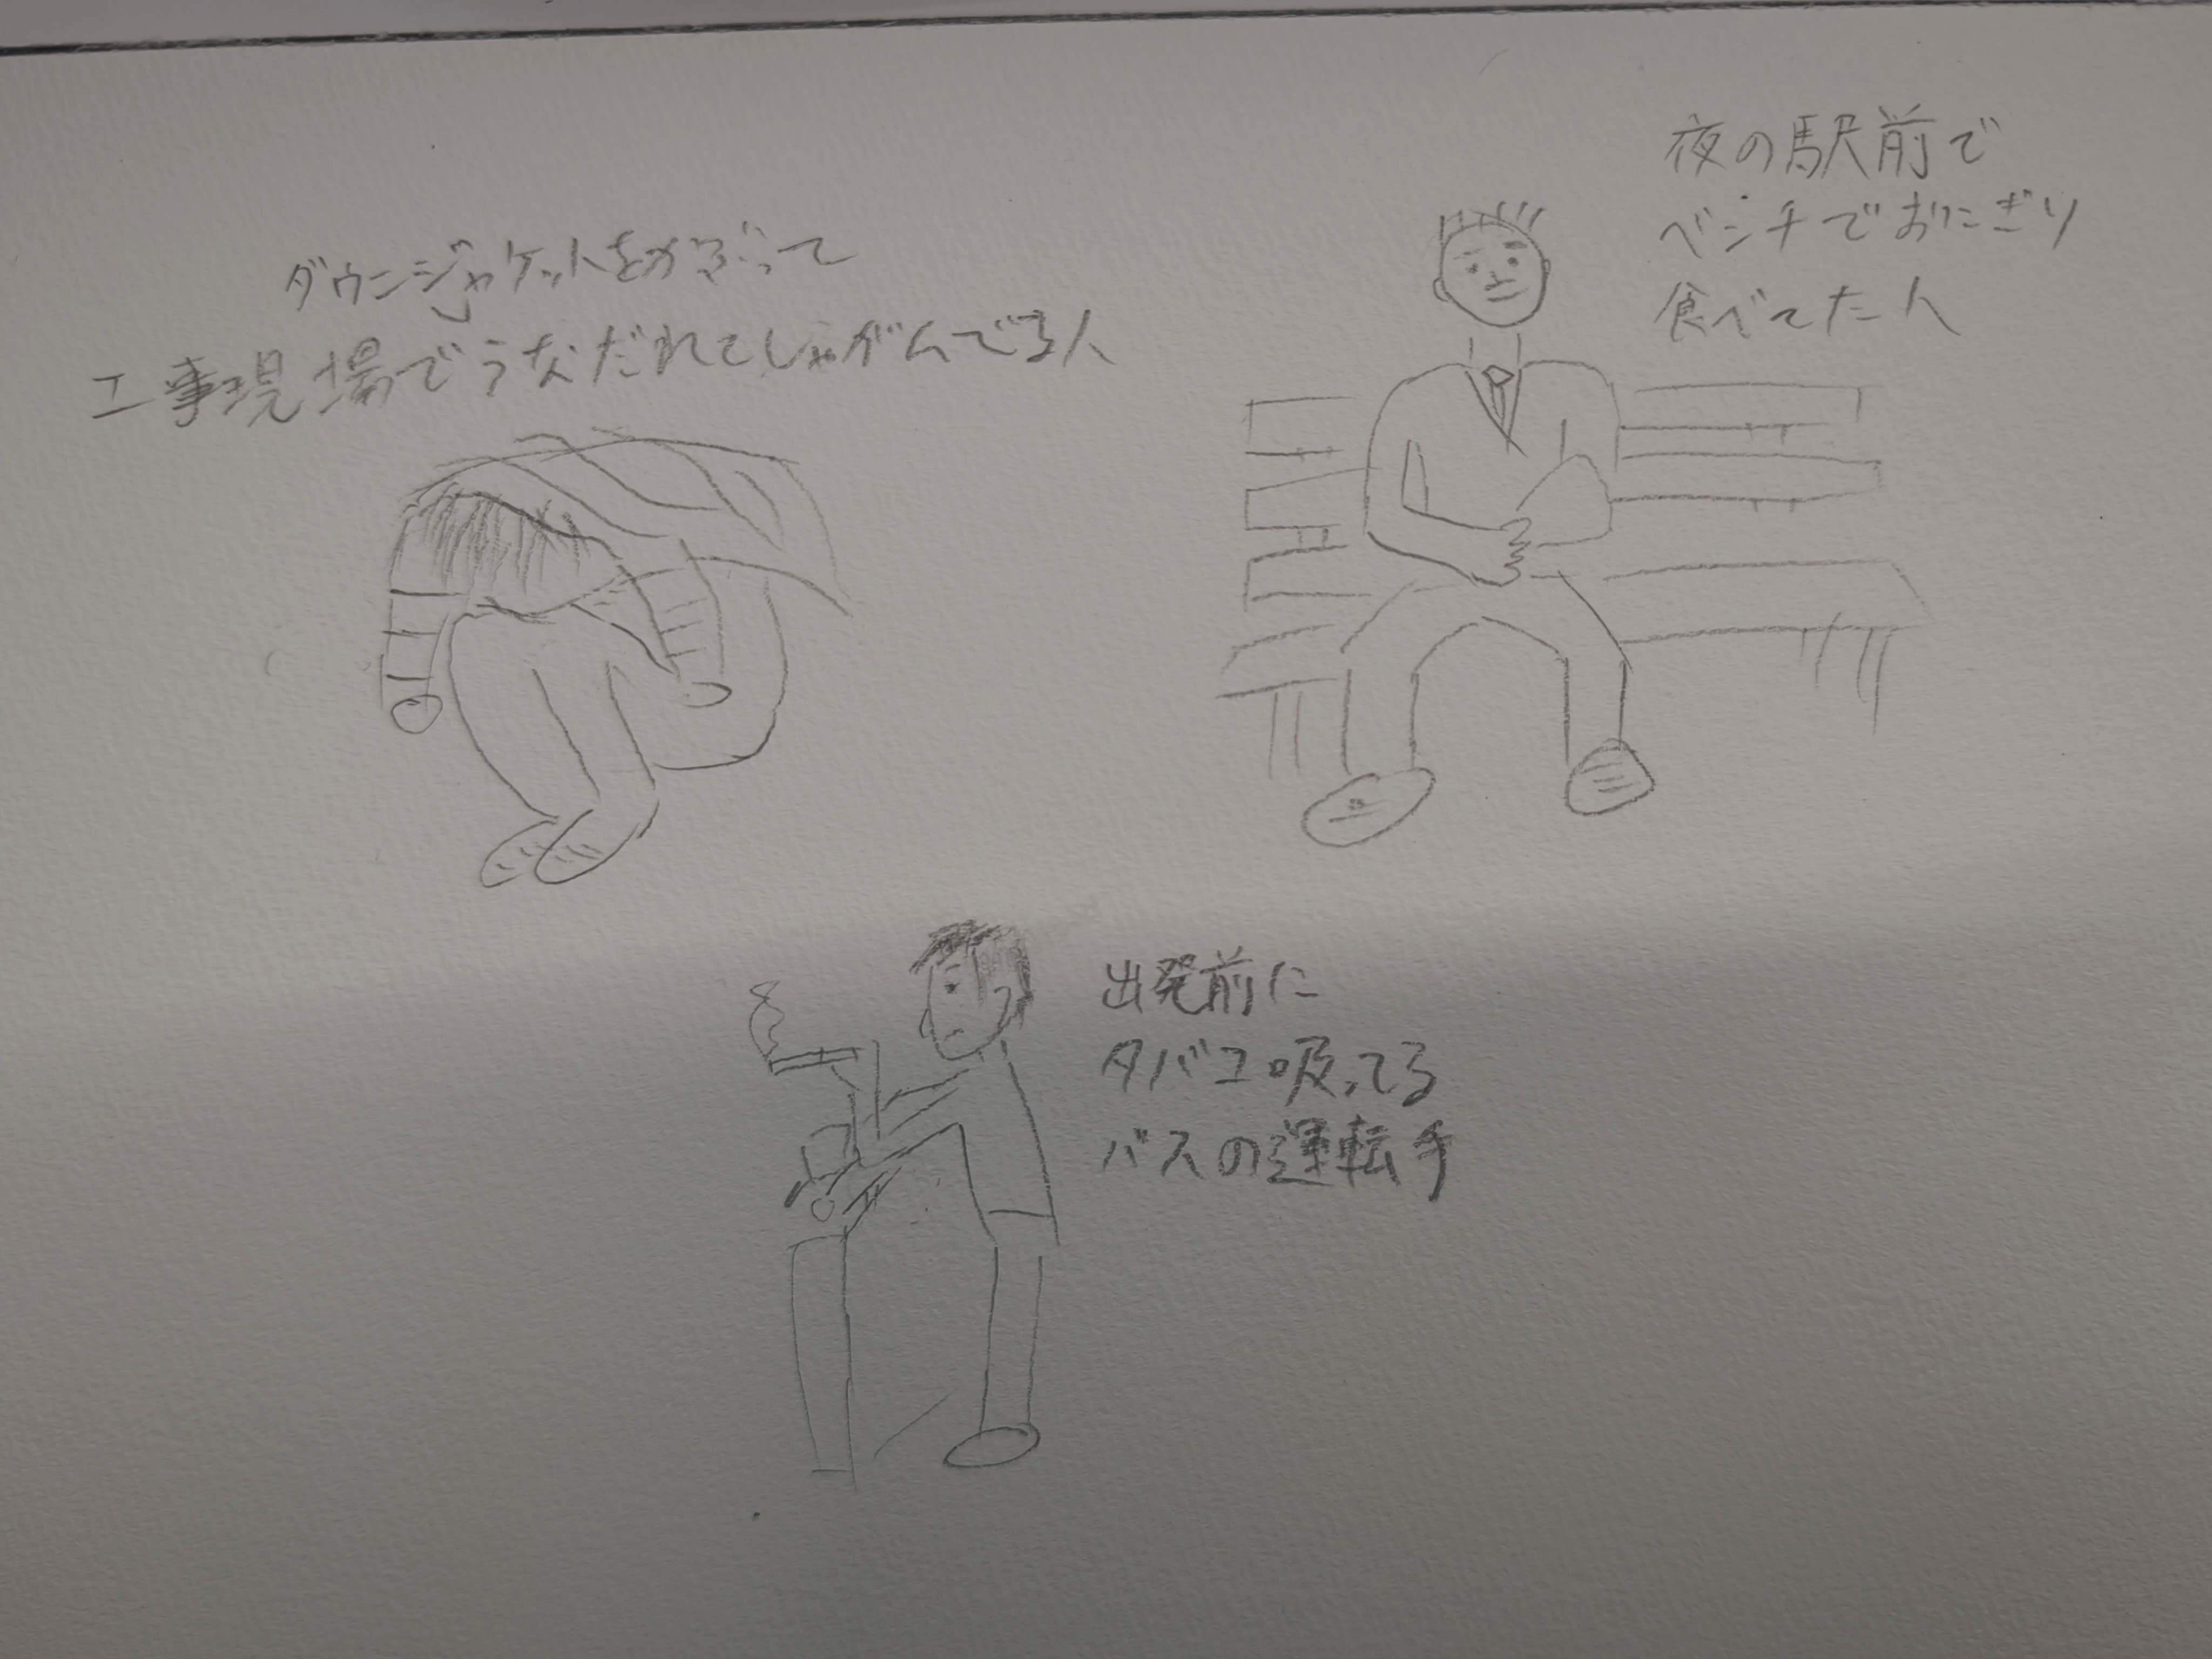 ダウンジャケットをかぶって
工事現場でうなだれてしゃがんでる人
夜の駅前で
ベンチでおにぎり
食べてた人
出発前に
タバコ吸ってる
バスの運転手